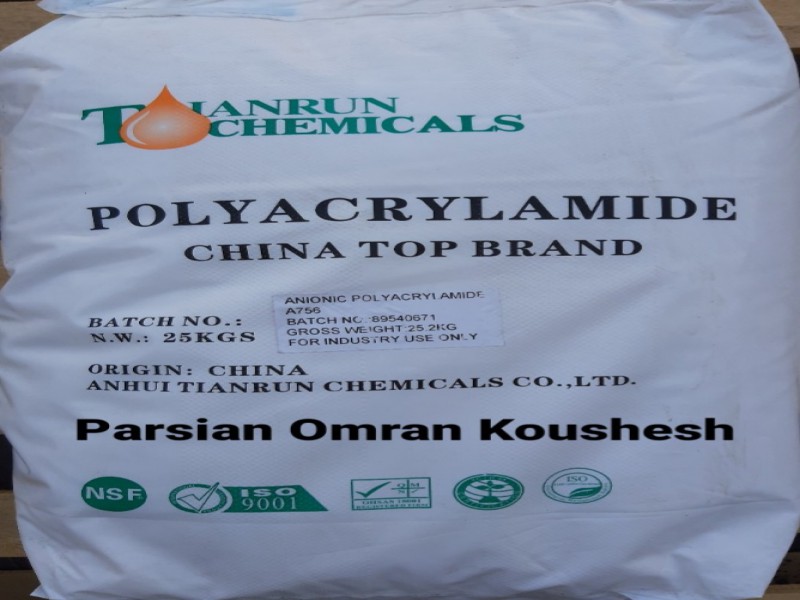 TIANRUN
CHEMICALS
POLYACRYLAMIDE
CHINA TOP BRAND
ANIONIC POLYACRYLAMIDE
A756
BATCH NO.:
BATCH NO.:89540671
N.W.: 25KGS
GROSS WEIGHT:25.2KG
FOR INDUSTRY USE ONLY
ORIGIN: CHINA
ANHUI TIANRUN CHEMICALS CO.,LTD.
Parsian Omran Koushesh
NSF
ISO
9001
ISO